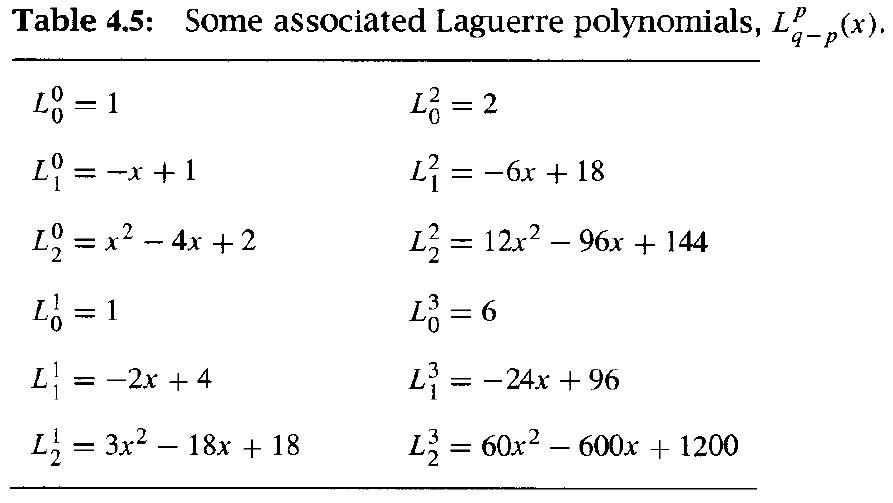 Table 4.5: Some associated Laguerre polynomials, $L^p_{q-p}(x)$.
$L^0_0 = 1$ $L^2_0 = 2$
$L^0_1 = -x + 1$ $L^2_1 = -6x + 18$
$L^0_2 = x^2 - 4x + 2$ $L^2_2 = 12x^2 - 96x + 144$
$L^1_0 = 1$ $L^3_0 = 6$
$L^1_1 = -2x + 4$ $L^3_1 = -24x + 96$
$L^1_2 = 3x^2 - 18x + 18$ $L^3_2 = 60x^2 - 600x + 1200$